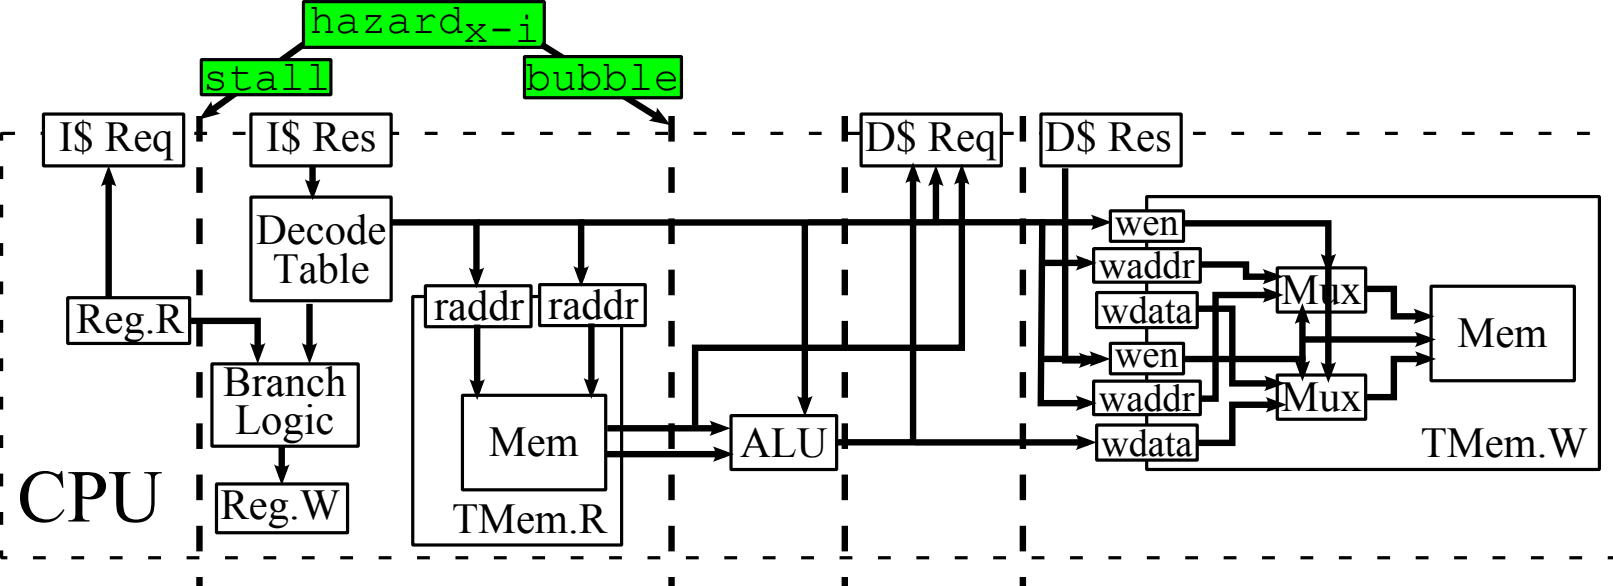 hazardx-i
stall
bubble
I$ Req
I$ Res
D$ Req
D$ Res
Decode
Table
wen
waddr
wdata
wen
waddr
wdata
Mux
Mux
Mem
TMem.W
raddr
raddr
Reg.R
Branch
Logic
Mem
ALU
TMem.R
Reg.W
CPU